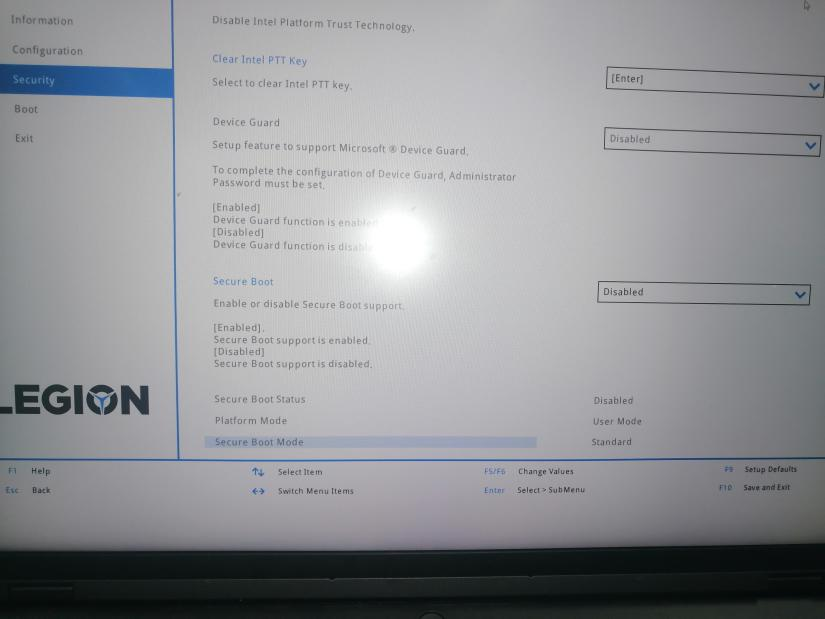 Information
Configuration
Security
Boot
Exit
LEGION
Disable Intel Platform Trust Technology.
Clear Intel PTT Key
Select to clear Intel PTT key.
[Enter]
Device Guard
Setup feature to support Microsoft ® Device Guard.
Disabled
To complete the configuration of Device Guard, Administrator
Password must be set.
[Enabled]
Device Guard function is enabled
[Disabled]
Device Guard function is
Secure Boot
Enable or disable Secure Boot support.
Disabled
[Enabled].
Secure Boot support is enabled.
[Disabled]
Secure Boot support is disabled.
Secure Boot Status Disabled
Platform Mode User Mode
Secure Boot Mode Standard
F1 Help ↑↓ Select Item F5/F6 Change Values F9 Setup Defaults
Esc Back ←→ Switch Menu Items Enter Select > SubMenu F10 Save and Exit